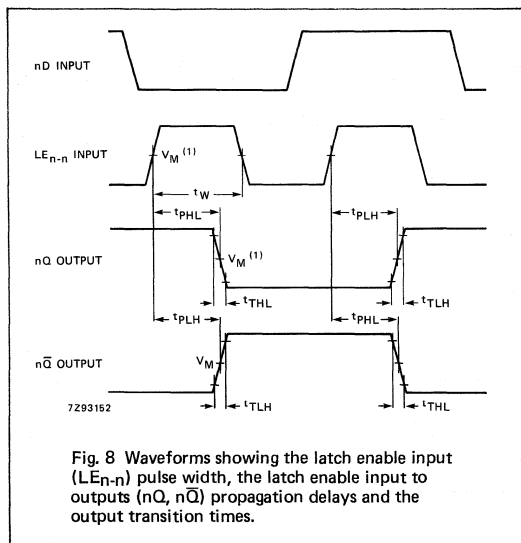 nD INPUT
LEn-n INPUT
VM (1)
tW
tPHL
tPLH
nQ OUTPUT
VM (1)
tTHL
tTLH
tPLH
tPHL
nQ̅ OUTPUT
VM
7Z93152
tTLH
tTHL
Fig. 8 Waveforms showing the latch enable input
(LEn-n) pulse width, the latch enable input to
outputs (nQ, nQ̅) propagation delays and the
output transition times.